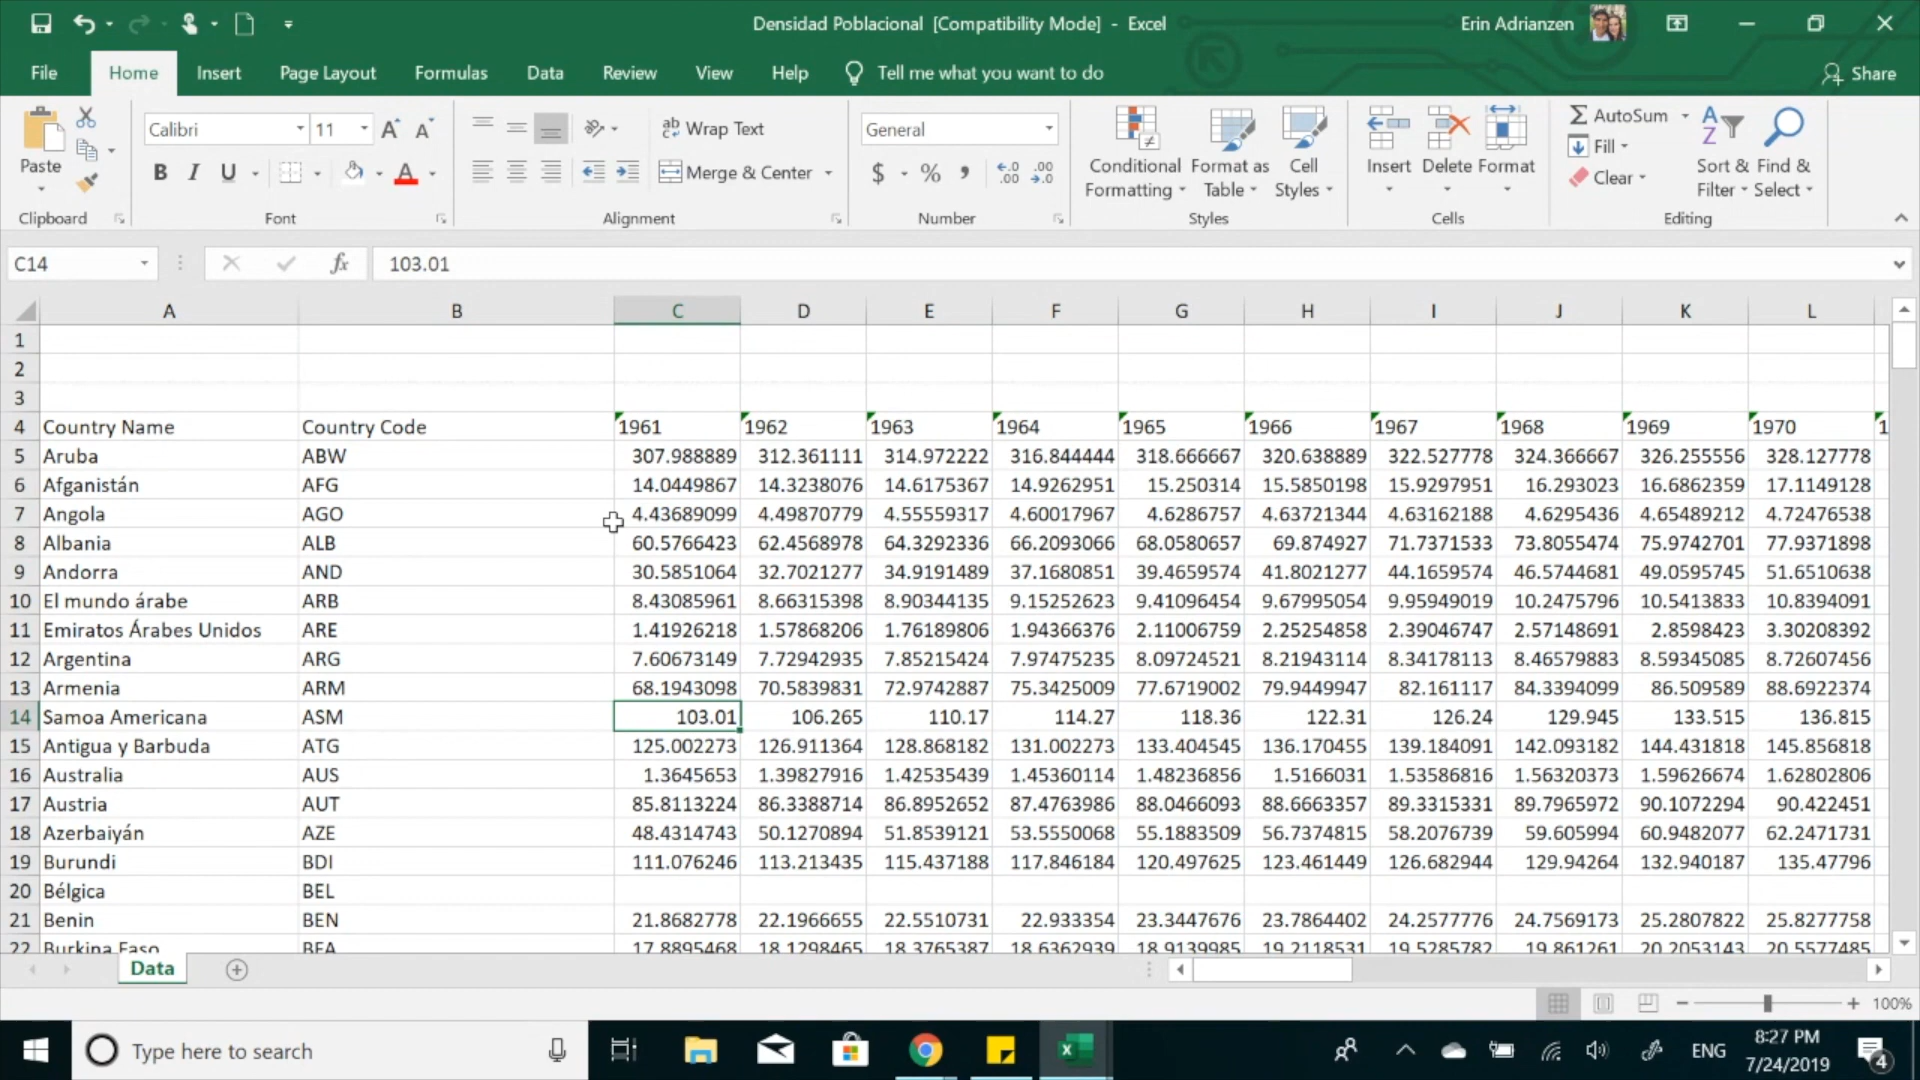 Densidad Poblacional [Compatibility Mode] - Excel
Erin Adrianzen
File Home Insert Page Layout Formulas Data Review View Help Tell me what you want to do Share
Paste
Clipboard
Calibri 11
B I U
Font
Wrap Text
Merge & Center
Alignment
General
$ % ,
Number
Conditional Formatting
Format as Table
Cell Styles
Styles
Insert Delete Format
Cells
AutoSum
Fill
Clear
Sort & Filter
Find & Select
Editing
C14 fx 103.01
A B C D E F G H I J K L
1
2
3
4 Country Name Country Code 1961 1962 1963 1964 1965 1966 1967 1968 1969 1970 1
5 Aruba ABW 307.988889 312.361111 314.972222 316.844444 318.666667 320.638889 322.527778 324.366667 326.255556 328.127778
6 Afganistán AFG 14.0449867 14.3238076 14.6175367 14.9262951 15.250314 15.5850198 15.9297951 16.293023 16.6862359 17.1149128
7 Angola AGO 4.43689099 4.49870779 4.55559317 4.60017967 4.6286757 4.63721344 4.63162188 4.6295436 4.65489212 4.72476538
8 Albania ALB 60.5766423 62.4568978 64.3292336 66.2093066 68.0580657 69.874927 71.7371533 73.8055474 75.9742701 77.9371898
9 Andorra AND 30.5851064 32.7021277 34.9191489 37.1680851 39.4659574 41.8021277 44.1659574 46.5744681 49.0595745 51.6510638
10 El mundo árabe ARB 8.43085961 8.66315398 8.90344135 9.15252623 9.41096454 9.67995054 9.95949019 10.2475796 10.5413833 10.8394091
11 Emiratos Árabes Unidos ARE 1.41926218 1.57868206 1.76189806 1.94366376 2.11006759 2.25254858 2.39046747 2.57148691 2.8598423 3.30208392
12 Argentina ARG 7.60673149 7.72942935 7.85215424 7.97475235 8.09724521 8.21943114 8.34178113 8.46579883 8.59345085 8.72607456
13 Armenia ARM 68.1943098 70.5839831 72.9742887 75.3425009 77.6719002 79.9449947 82.161117 84.3394099 86.509589 88.6922374
14 Samoa Americana ASM 103.01 106.265 110.17 114.27 118.36 122.31 126.24 129.945 133.515 136.815
15 Antigua y Barbuda ATG 125.002273 126.911364 128.868182 131.002273 133.404545 136.170455 139.184091 142.093182 144.431818 145.856818
16 Australia AUS 1.3645653 1.39827916 1.42535439 1.45360114 1.48236856 1.5166031 1.53586816 1.56320373 1.59626674 1.62802806
17 Austria AUT 85.8113224 86.3388714 86.8952652 87.4763986 88.0466093 88.6663357 89.3315331 89.7965972 90.1072294 90.422451
18 Azerbaiyán AZE 48.4314743 50.1270894 51.8539121 53.5550068 55.1883509 56.7374815 58.2076739 59.605994 60.9482077 62.2471731
19 Burundi BDI 111.076246 113.213435 115.437188 117.846184 120.497625 123.461449 126.682944 129.94264 132.940187 135.47796
20 Bélgica BEL
21 Benin BEN 21.8682778 22.1966655 22.5510731 22.933354 23.3447676 23.7864402 24.2577776 24.7569173 25.2807822 25.8277758
22 Burkina Faso BFA 17.8895468 18.1298465 18.3765387 18.6362939 18.9139985 19.2118531 19.5285782 19.861261 20.2053143 20.5577485
Data
100%
Type here to search
ENG
8:27 PM
7/24/2019
4